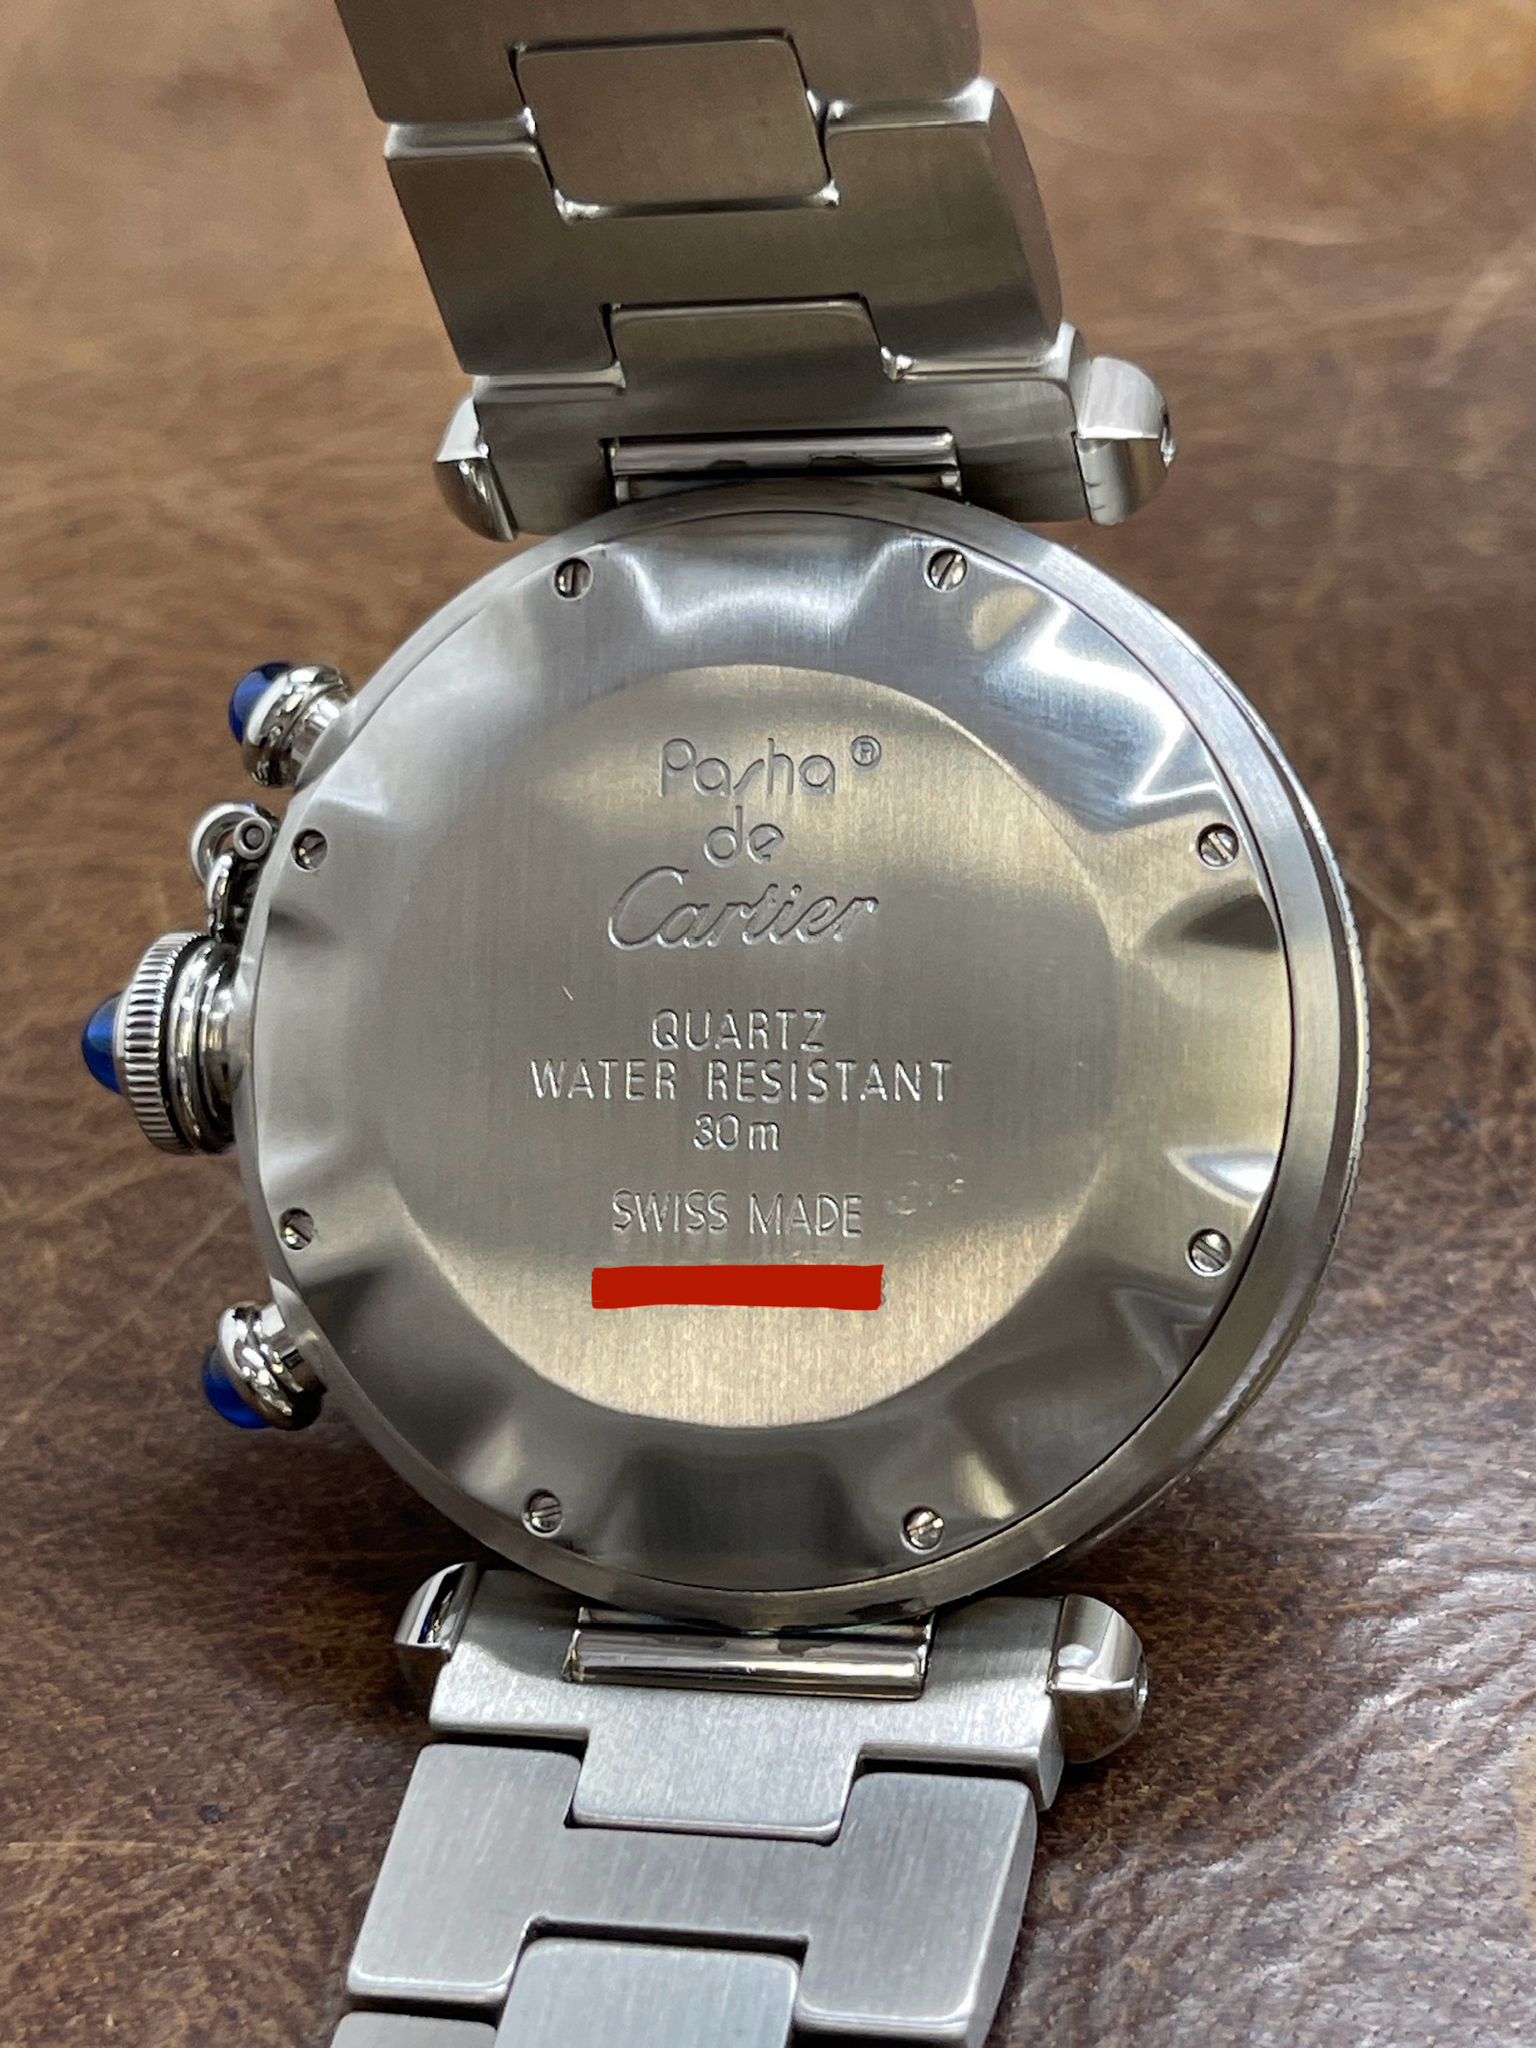 Pasha®
de
Cartier
QUARTZ
WATER RESISTANT
30m
SWISS MADE